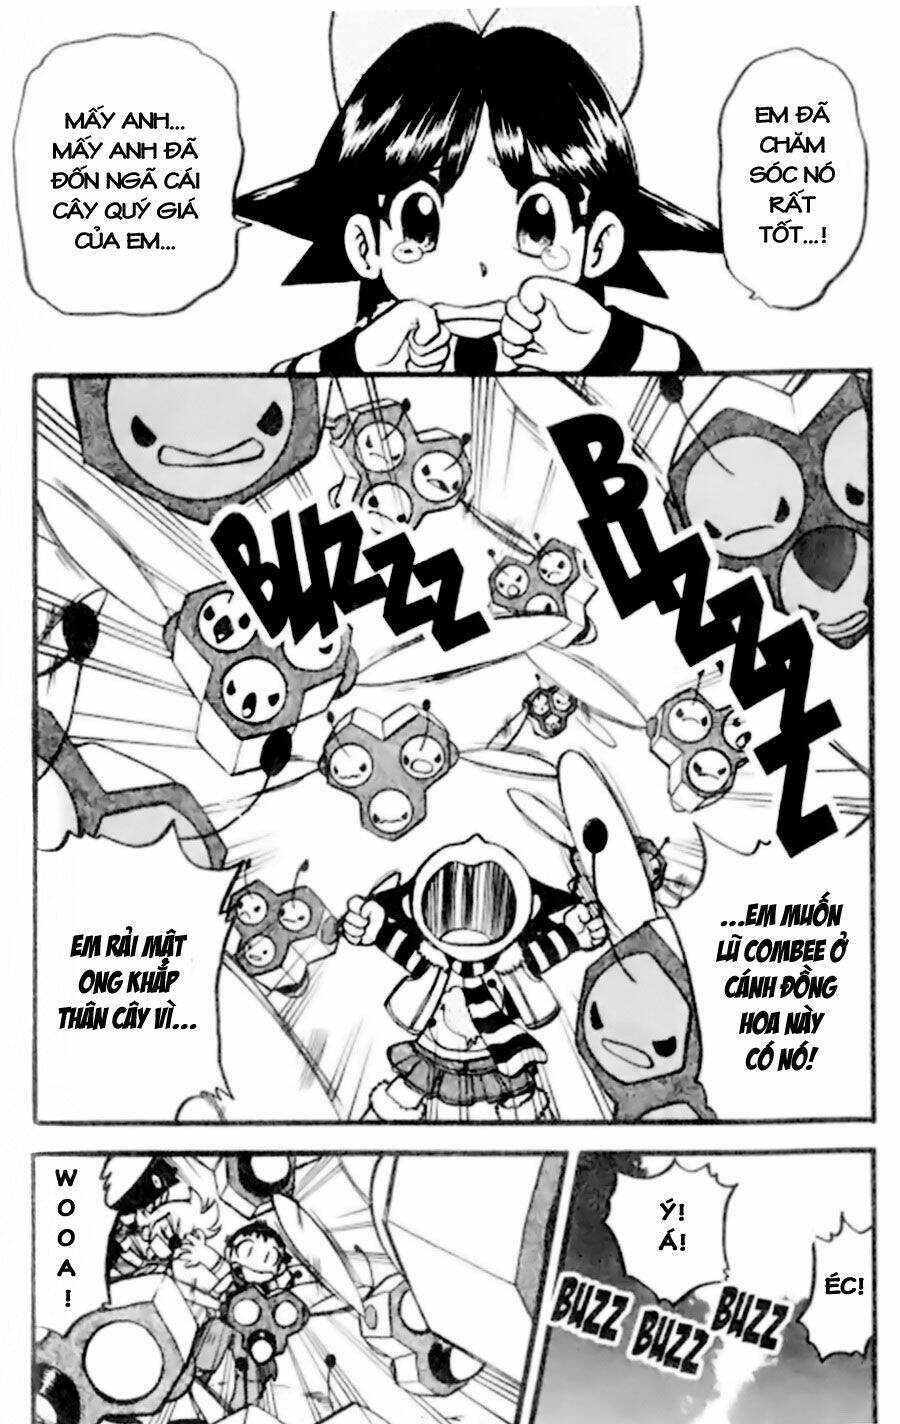 MẤY ANH...
MẤY ANH ĐÃ
ĐỐN NGÃ CÁI
CÂY QUÝ GIÁ
CỦA EM...
EM ĐÃ
CHĂM
SÓC NÓ
RẤT
TỐT...!
BUZZZ
BUZZZZ
EM RẢI MẬT
ONG KHẮP
THÂN CÂY VÌ...
...EM MUỐN
LŨ COMBEE Ở
CÁNH ĐỒNG
HOA NÀY
CÓ NÓ!
W
O
O
A
!
Ý!
Á!
ÉC!
BUZZ
BUZZ
BUZZ